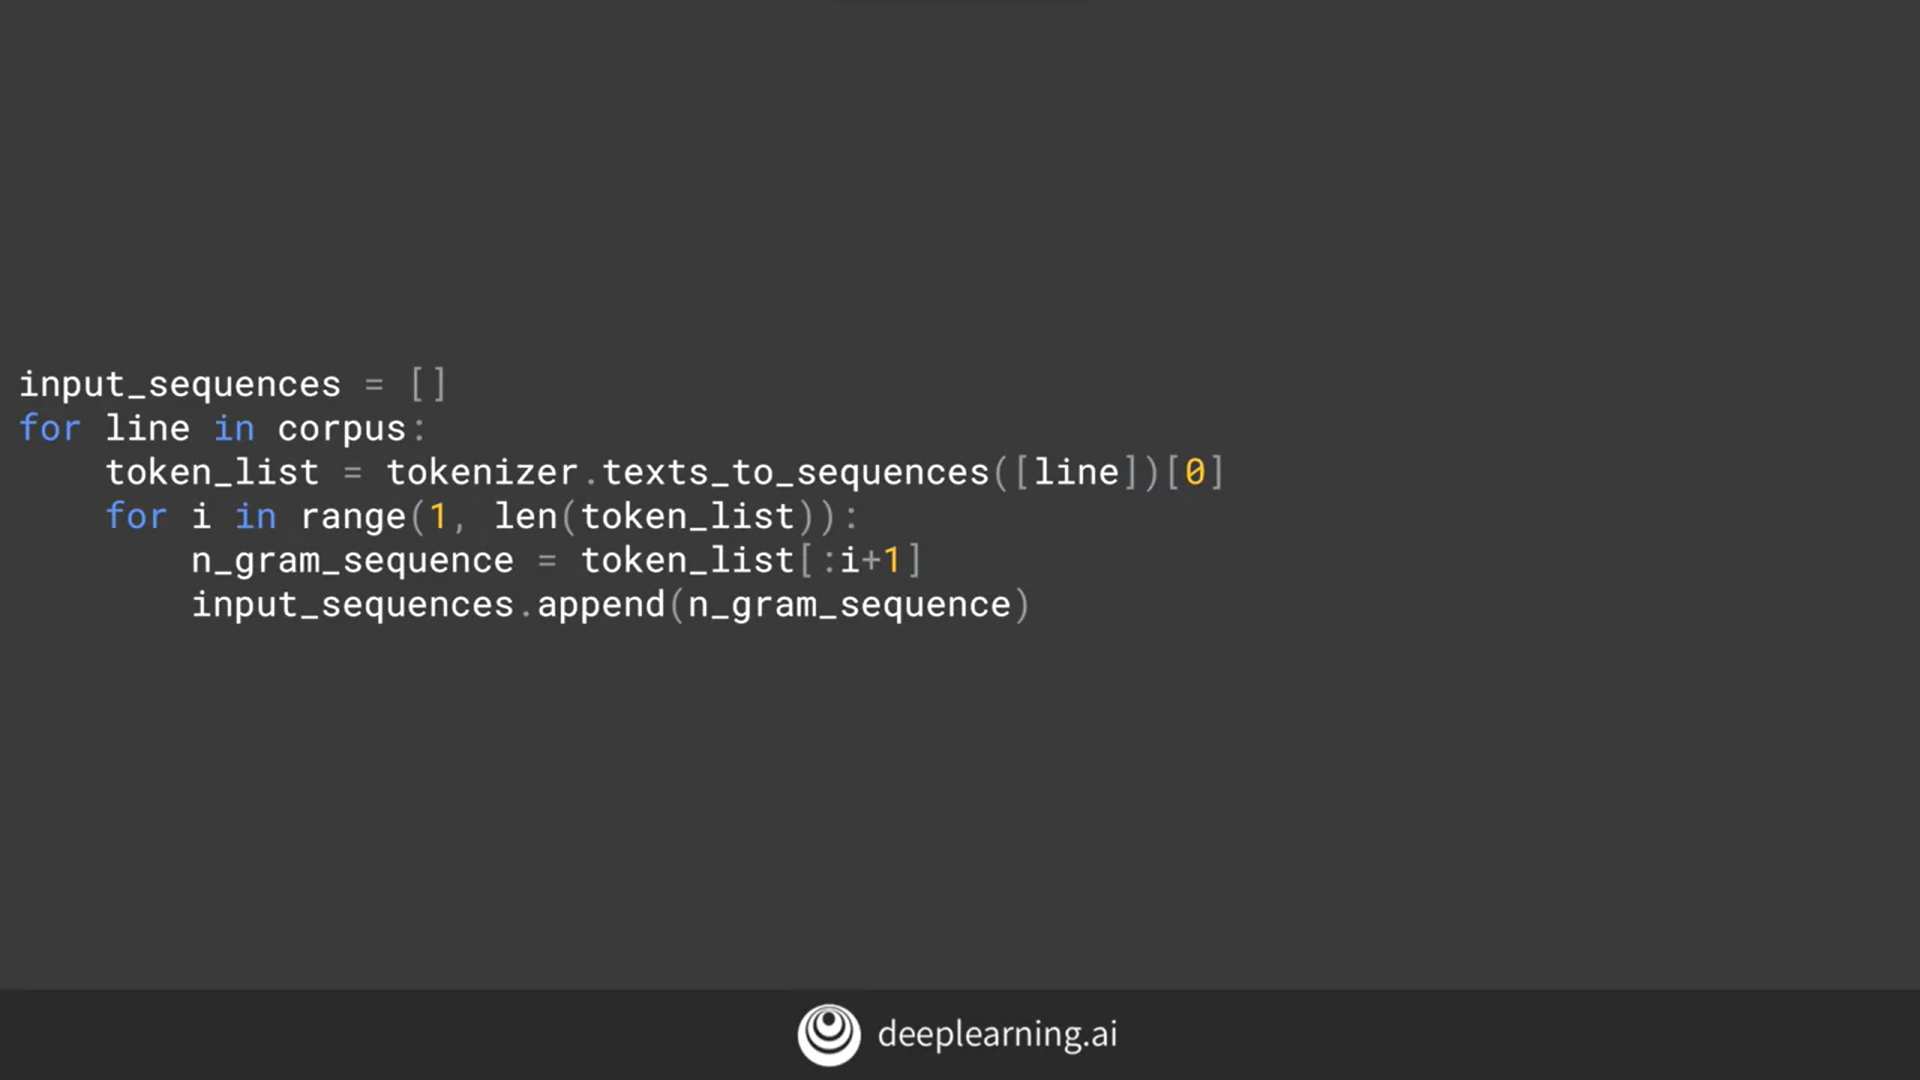 input_sequences = []
for line in corpus:
    token_list = tokenizer.texts_to_sequences([line])[0]
    for i in range(1, len(token_list)):
        n_gram_sequence = token_list[:i+1]
        input_sequences.append(n_gram_sequence)
deeplearning.ai